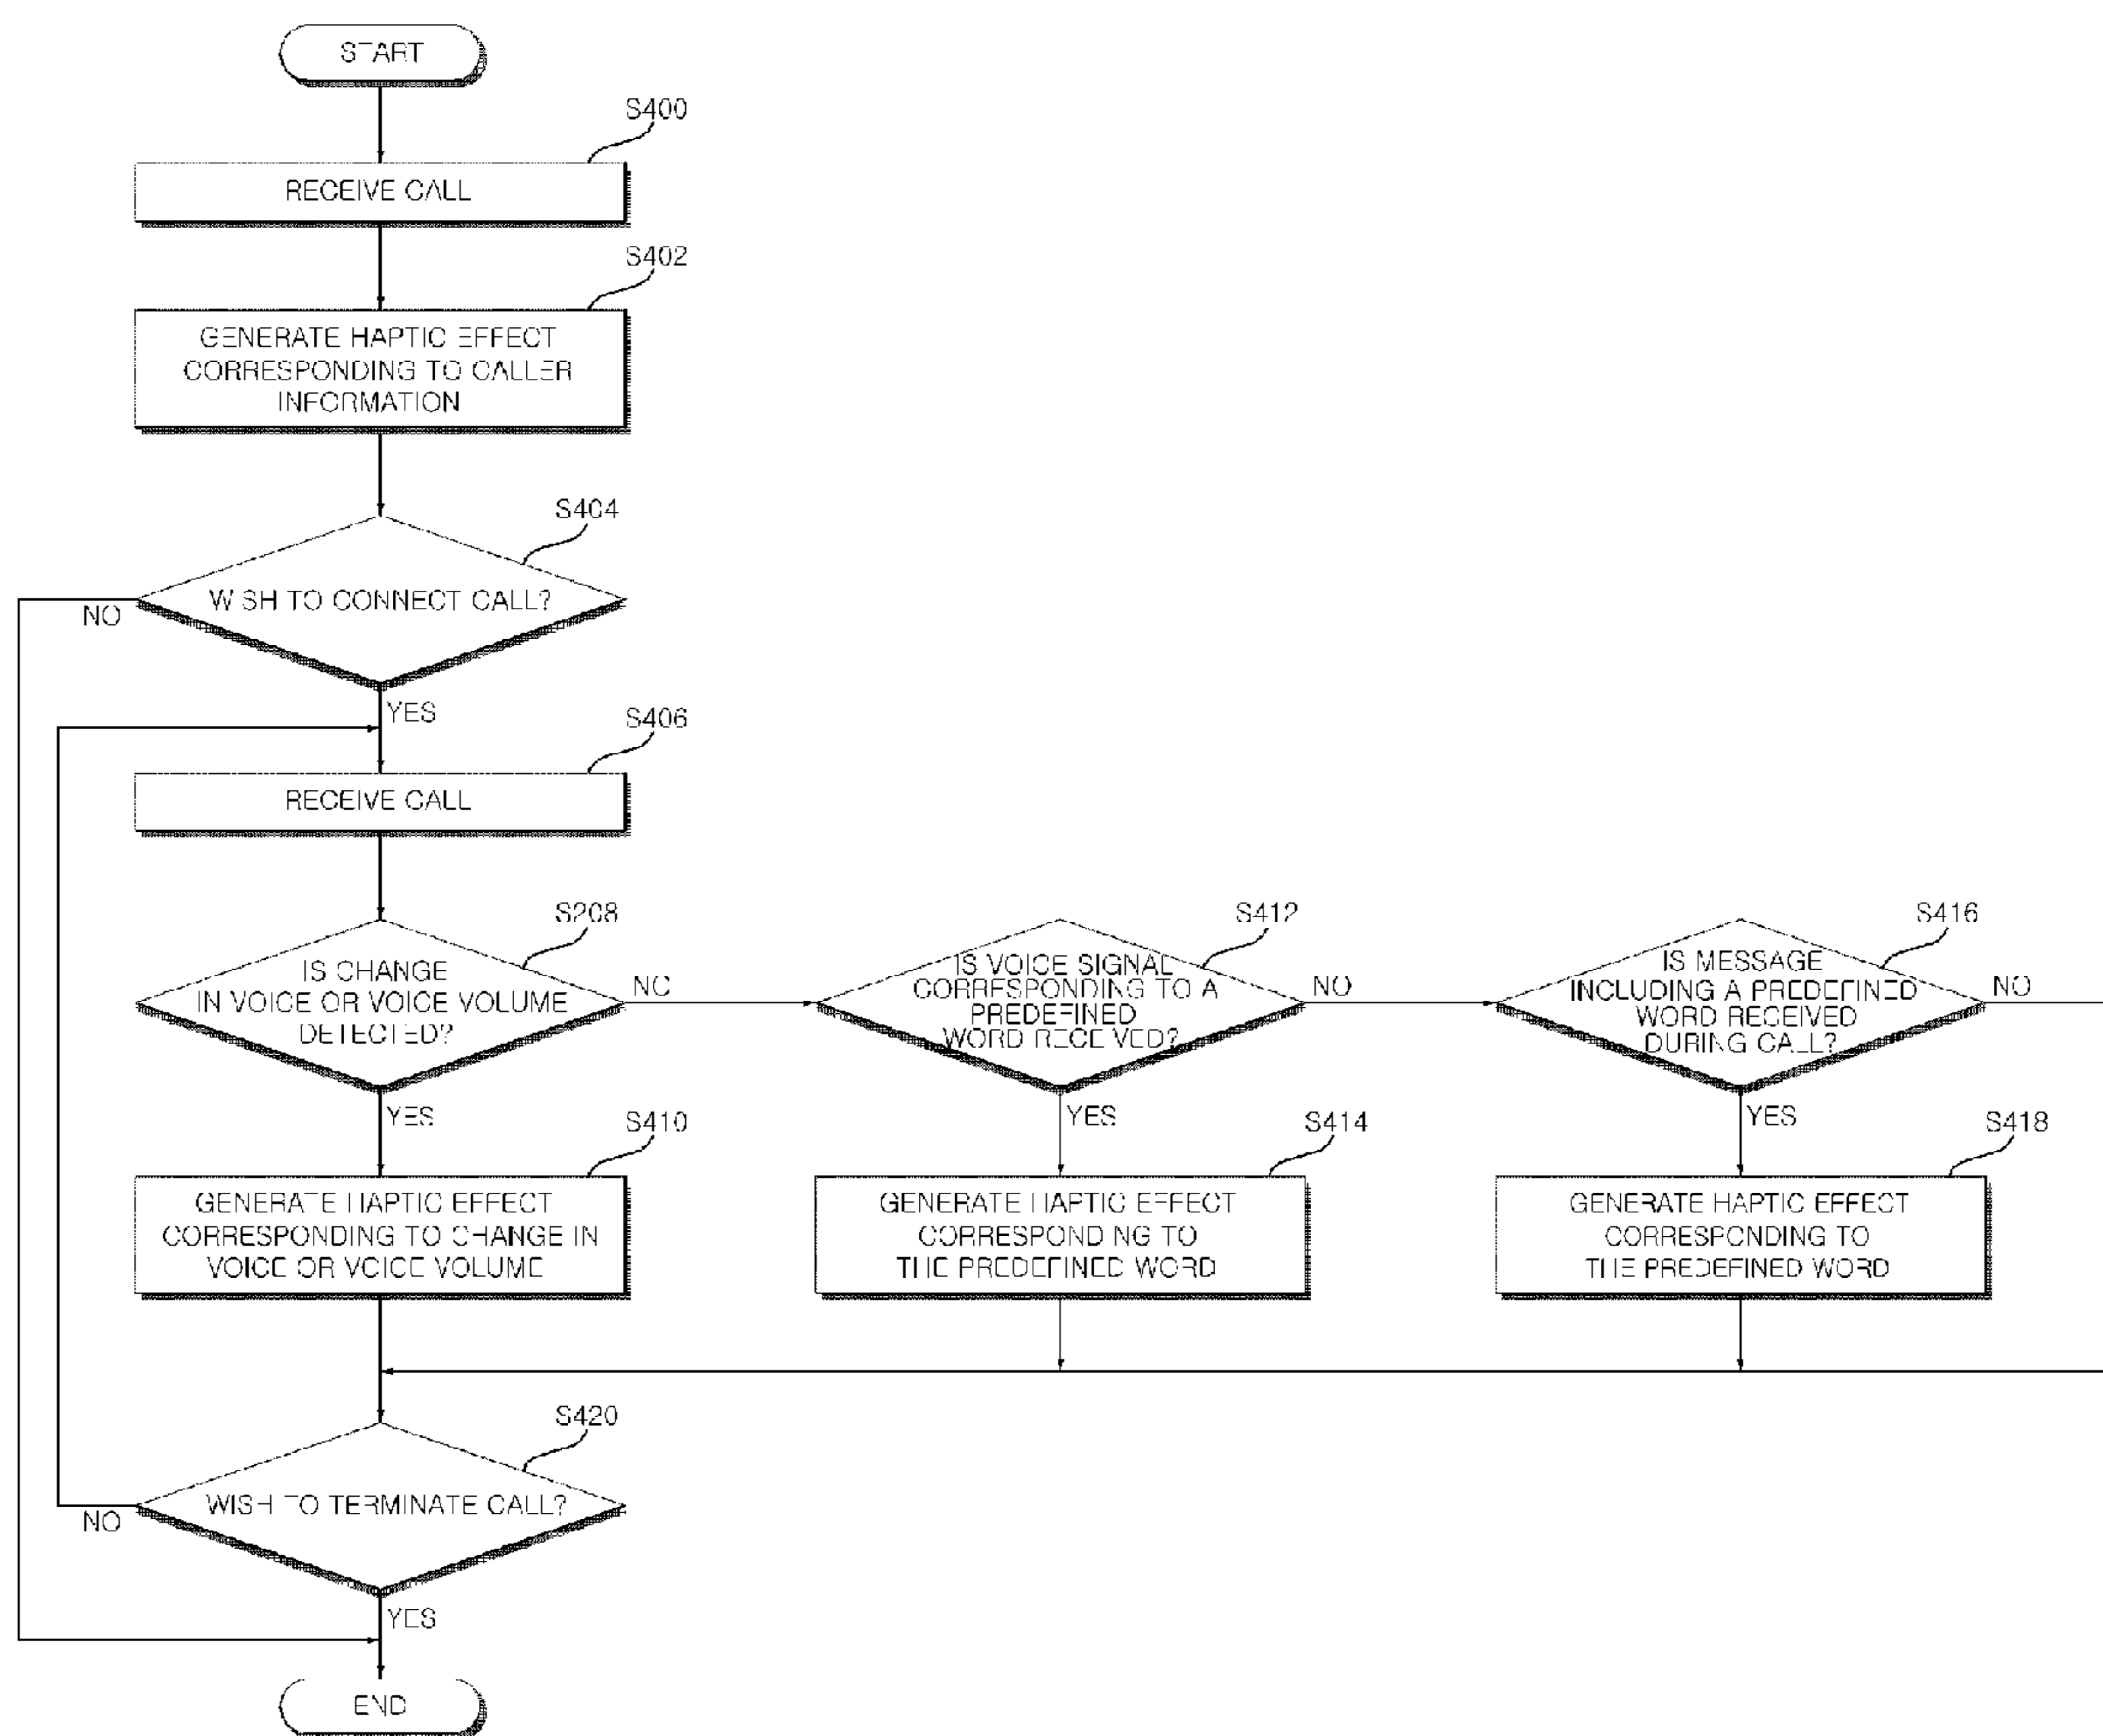 START
S400
RECEIVE CALL
S402
GENERATE HAPTIC EFFECT
CORRESPONDING TO CALLER
INFORMATION
S404
WISH TO CONNECT CALL?
NO
YES
S406
RECEIVE CALL
S208
IS CHANGE
IN VOICE OR VOICE VOLUME
DETECTED?
NO
YES
S412
IS VOICE SIGNAL
CORRESPONDING TO A
PREDEFINED
WORD RECEIVED?
NO
YES
S416
IS MESSAGE
INCLUDING A PREDEFINED
WORD RECEIVED
DURING CALL?
NO
YES
S410
GENERATE HAPTIC EFFECT
CORRESPONDING TO CHANGE IN
VOICE OR VOICE VOLUME
S414
GENERATE HAPTIC EFFECT
CORRESPONDING TO
THE PREDEFINED WORD
S418
GENERATE HAPTIC EFFECT
CORRESPONDING TO
THE PREDEFINED WORD
S420
WISH TO TERMINATE CALL?
NO
YES
END